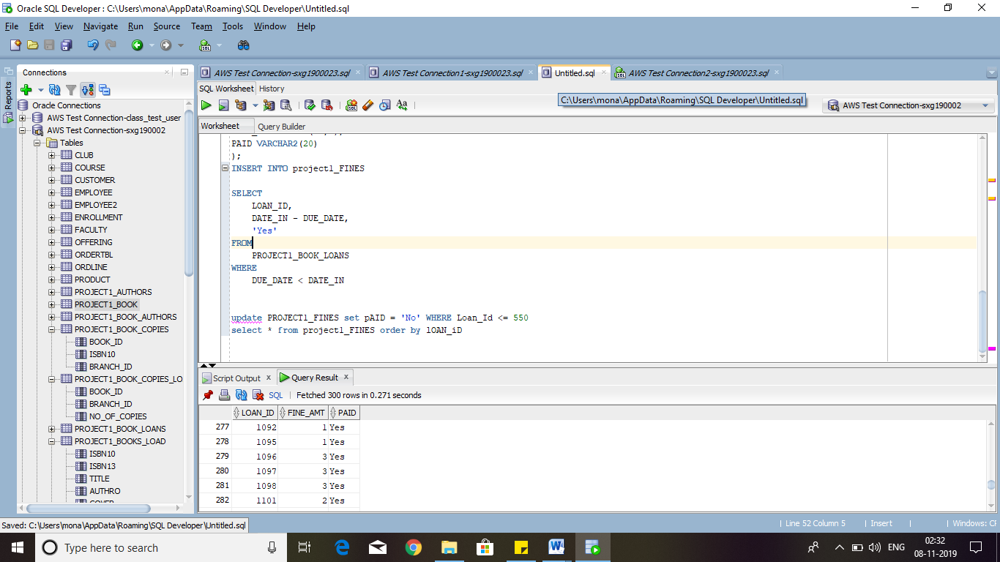 Oracle SQL Developer : C:\Users\mona\AppData\Roaming\SQL Developer\Untitled.sql
File Edit View Navigate Run Source Team Tools Window Help
Reports
Connections
Oracle Connections
AWS Test Connection-class_test_user
AWS Test Connection-sxg190002
Tables
CLUB
COURSE
CUSTOMER
EMPLOYEE
EMPLOYEE2
ENROLLMENT
FACULTY
OFFERING
ORDERTBL
ORDLINE
PRODUCT
PROJECT1_AUTHORS
PROJECT1_BOOK
PROJECT1_BOOK_AUTHORS
PROJECT1_BOOK_COPIES
BOOK_ID
ISBN10
BRANCH_ID
PROJECT1_BOOK_COPIES_LO
BOOK_ID
BRANCH_ID
NO_OF_COPIES
PROJECT1_BOOK_LOANS
PROJECT1_BOOKS_LOAD
ISBN10
ISBN13
TITLE
AUTHRO
AWS Test Connection-sxg1900023.sql
AWS Test Connection1-sxg1900023.sql
Untitled.sql
AWS Test Connection2-sxg1900023.sql
SQL Worksheet History
C:\Users\mona\AppData\Roaming\SQL Developer\Untitled.sql
AWS Test Connection-sxg190002
Worksheet Query Builder
PAID VARCHAR2(20)
);
INSERT INTO project1_FINES
SELECT
LOAN_ID,
DATE_IN - DUE_DATE,
'Yes'
FROM
PROJECT1_BOOK_LOANS
WHERE
DUE_DATE < DATE_IN
update PROJECT1_FINES set pAID = 'No' WHERE Loan_Id <= 550
select * from project1_FINES order by lOAN_iD
Script Output x Query Result x
SQL | Fetched 300 rows in 0.271 seconds
LOAN_ID FINE_AMT PAID
277 1092 1 Yes
278 1095 1 Yes
279 1096 3 Yes
280 1097 3 Yes
281 1098 3 Yes
282 1101 2 Yes
Saved: C:\Users\mona\AppData\Roaming\SQL Developer\Untitled.sql
| Line 52 Column 5 | Insert | | Windows: CF
Type here to search
ENG
02:32
08-11-2019